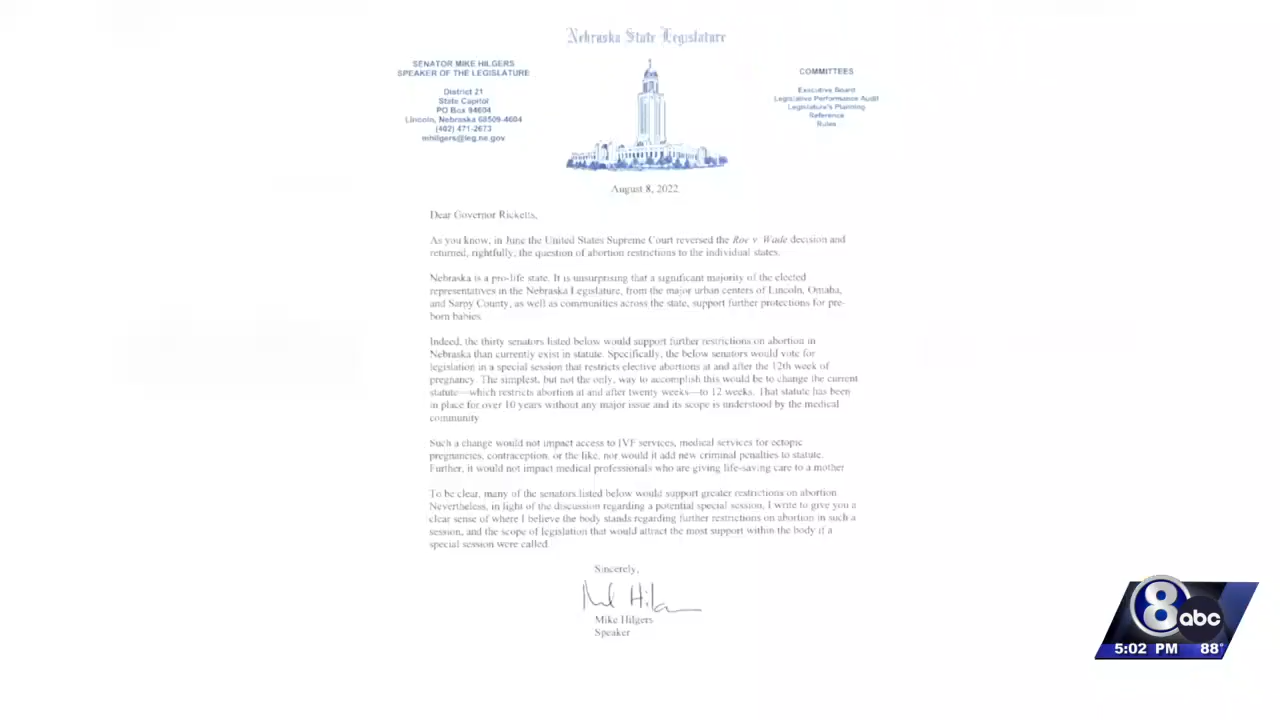 Nebraska State Legislature
SENATOR MIKE HILGERS
SPEAKER OF THE LEGISLATURE
District 21
State Capitol
PO Box 94604
Lincoln, Nebraska 68509-4604
(402) 471-2673
mhilgers@leg.ne.gov
COMMITTEES
Executive Board
Legislative Performance Audit
Legislature's Planning
Reference
Rules
August 8, 2022
Dear Governor Ricketts,
As you know, in June the United States Supreme Court reversed the Roe v. Wade decision and
returned, rightfully, the question of abortion restrictions to the individual states.
Nebraska is a pro-life state. It is unsurprising that a significant majority of the elected
representatives in the Nebraska Legislature, from the major urban centers of Lincoln, Omaha,
and Sarpy County, as well as communities across the state, support further protections for pre-
born babies.
Indeed, the thirty senators listed below would support further restrictions on abortion in
Nebraska than currently exist in statute. Specifically, the below senators would vote for
legislation in a special session that restricts elective abortions at and after the 12th week of
pregnancy. The simplest, but not the only, way to accomplish this would be to change the current
statute—which restricts abortion at and after twenty weeks—to 12 weeks. That statute has been
in place for over 10 years without any major issue and its scope is understood by the medical
community.
Such a change would not impact access to IVF services, medical services for ectopic
pregnancies, contraception, or the like, nor would it add new criminal penalties to statute.
Further, it would not impact medical professionals who are giving life-saving care to a mother.
To be clear, many of the senators listed below would support greater restrictions on abortion.
Nevertheless, in light of the discussion regarding a potential special session, I write to give you a
clear sense of where I believe the body stands regarding further restrictions on abortion in such a
session, and the scope of legislation that would attract the most support within the body if a
special session were called.
Sincerely,
Mike Hilgers
Speaker
8 abc
5:02 PM 88°